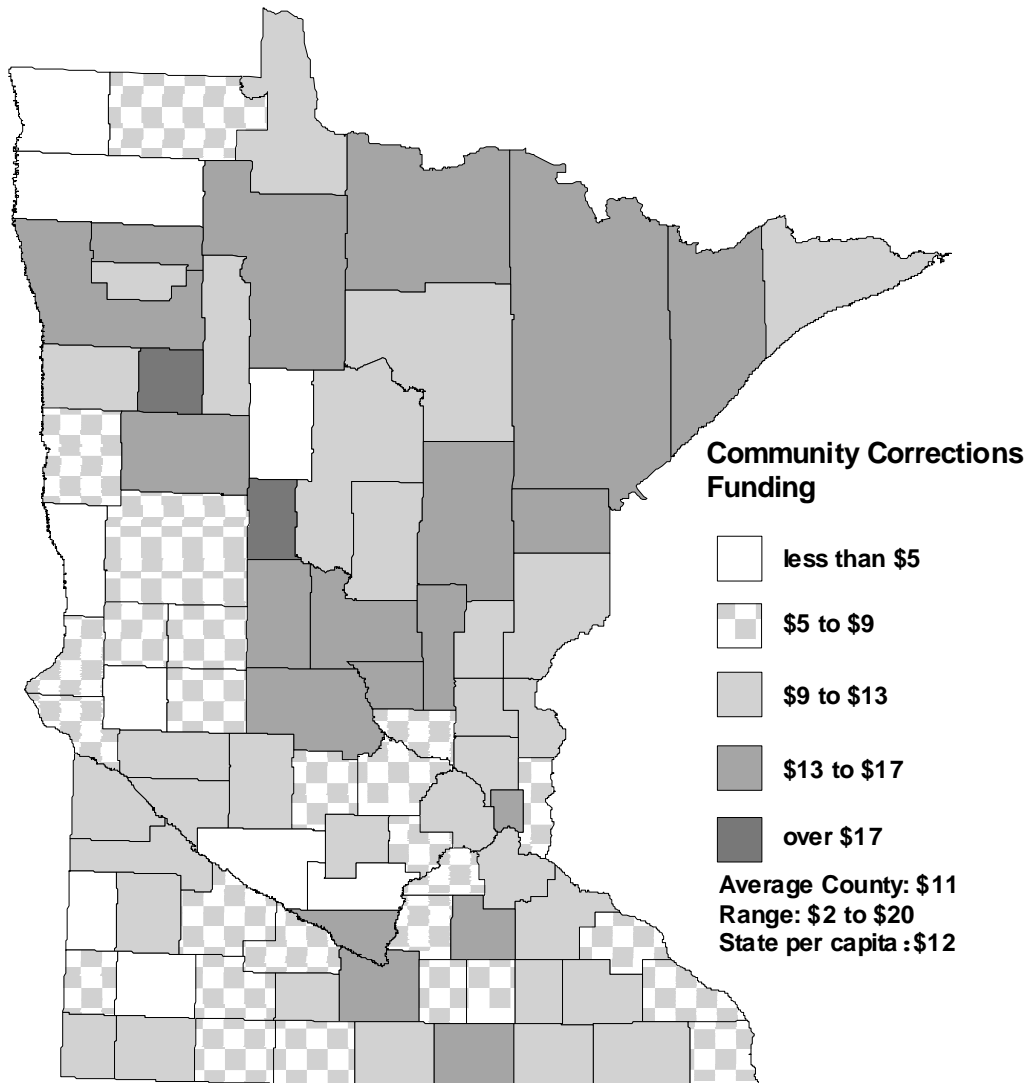 Community Corrections
Funding
less than $5
$5 to $9
$9 to $13
$13 to $17
over $17
Average County: $11
Range: $2 to $20
State per capita : $12